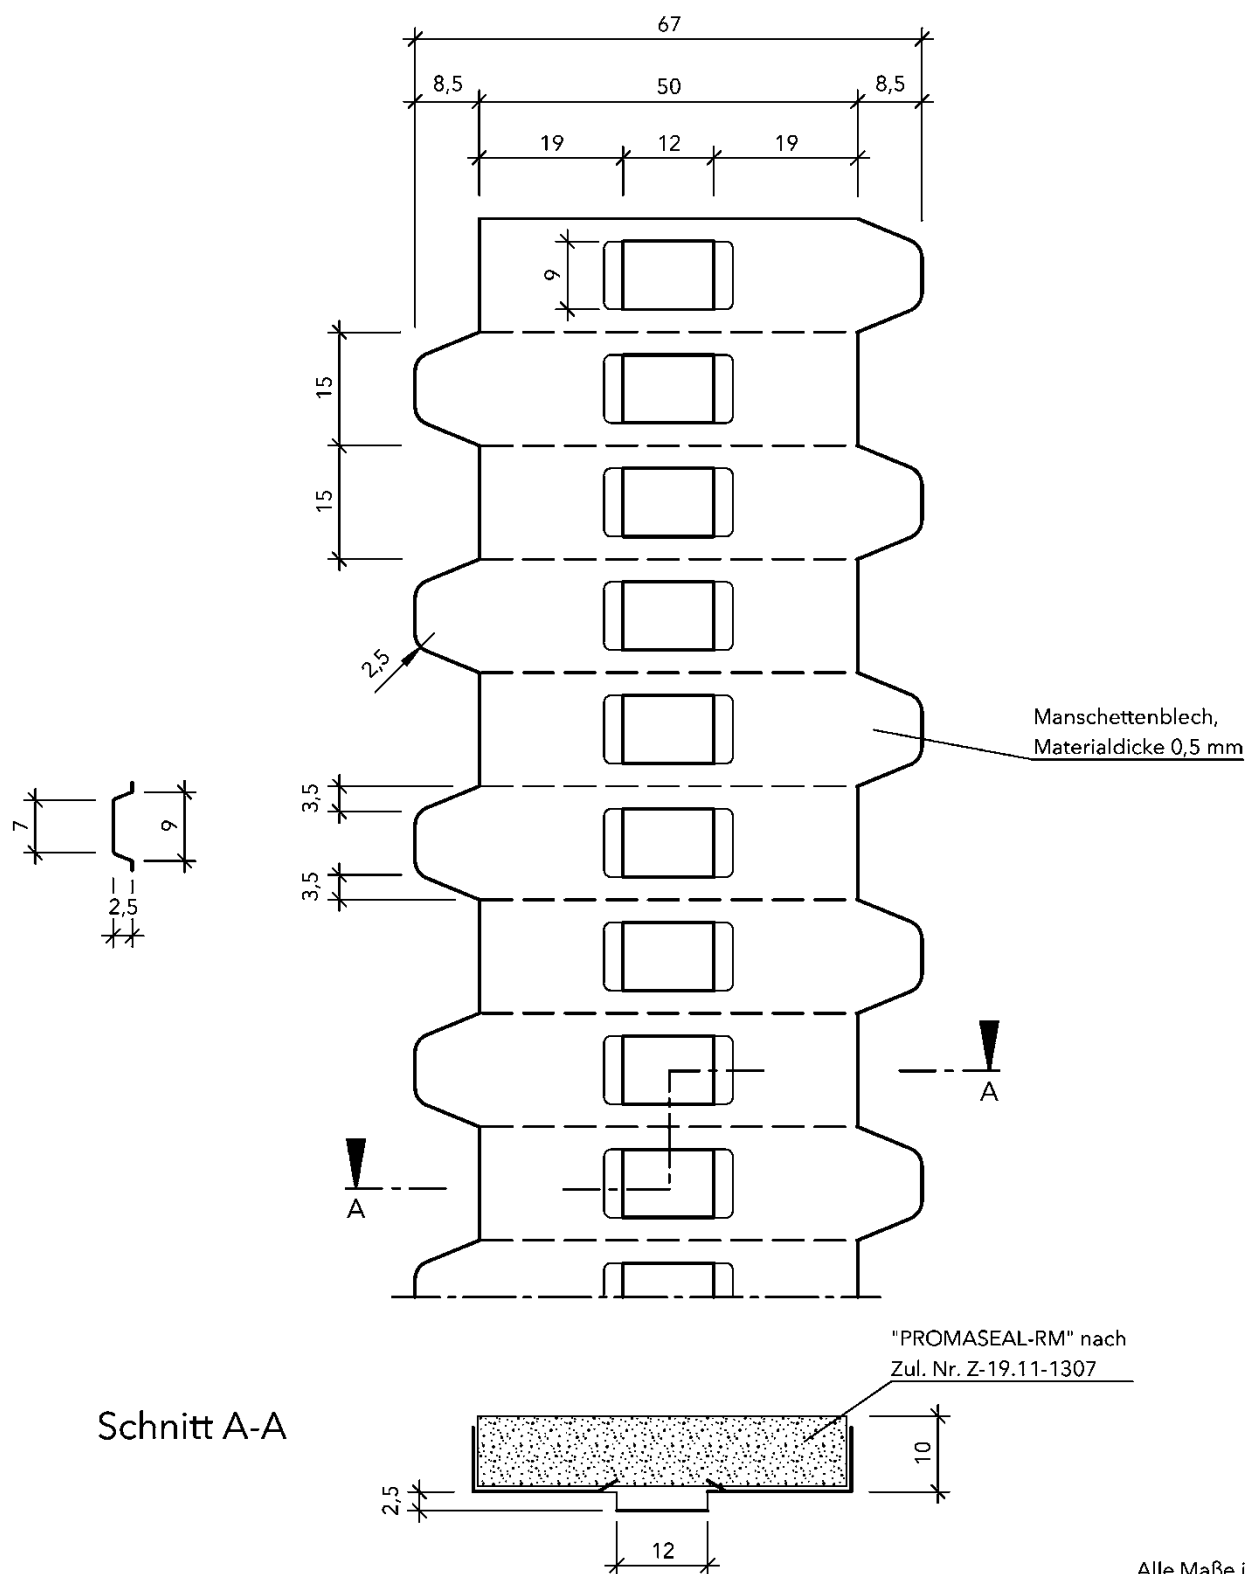 67
8,5 50 8,5
19 12 19
9
15
15
2,5
Manschettenblech,
Materialdicke 0,5 mm
3,5
7 9
3,5
2,5
A
A
"PROMASEAL-RM" nach
Zul. Nr. Z-19.11-1307
Schnitt A-A
10
2,5
12
Alle Maße i